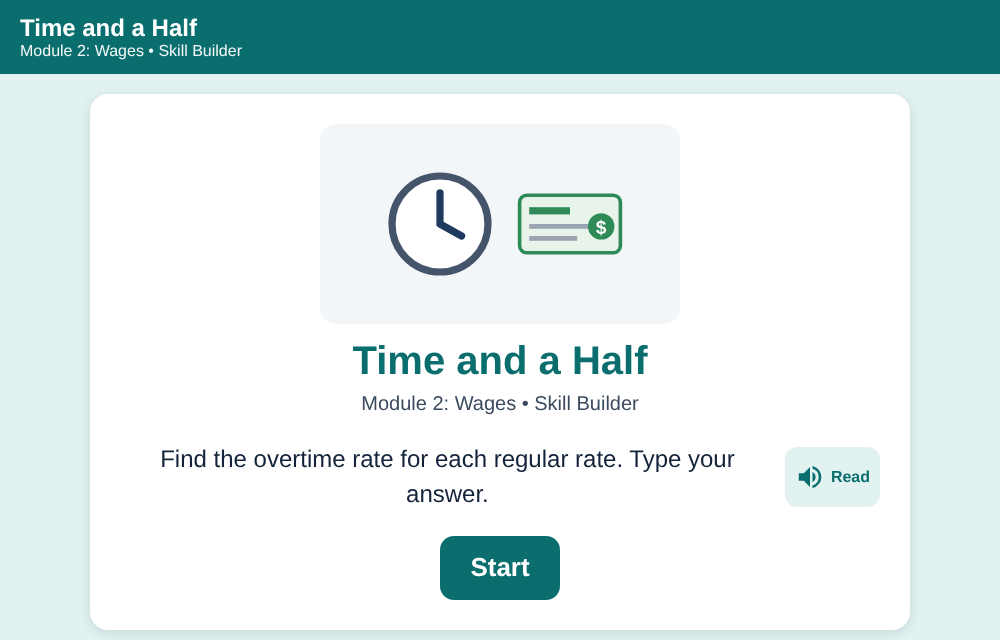 Time and a Half
Module 2: Wages • Skill Builder
$
Time and a Half
Module 2: Wages • Skill Builder
Find the overtime rate for each regular rate. Type your
answer.
Read
Start